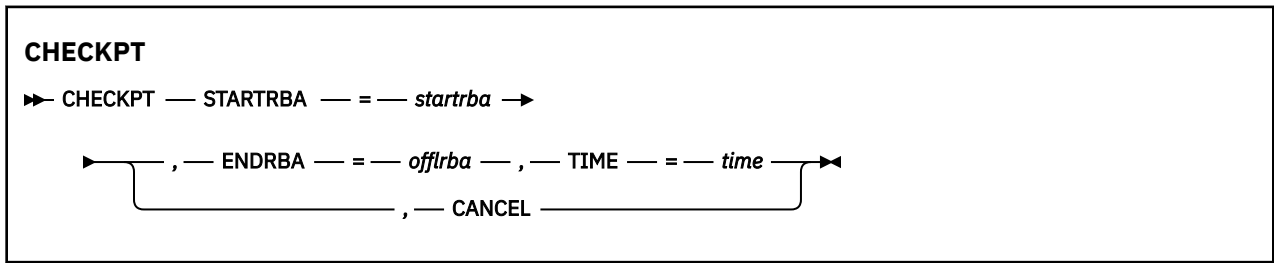 CHECKPT
CHECKPT STARTRBA = startrba
, ENDRBA = offlrba , TIME = time
, CANCEL